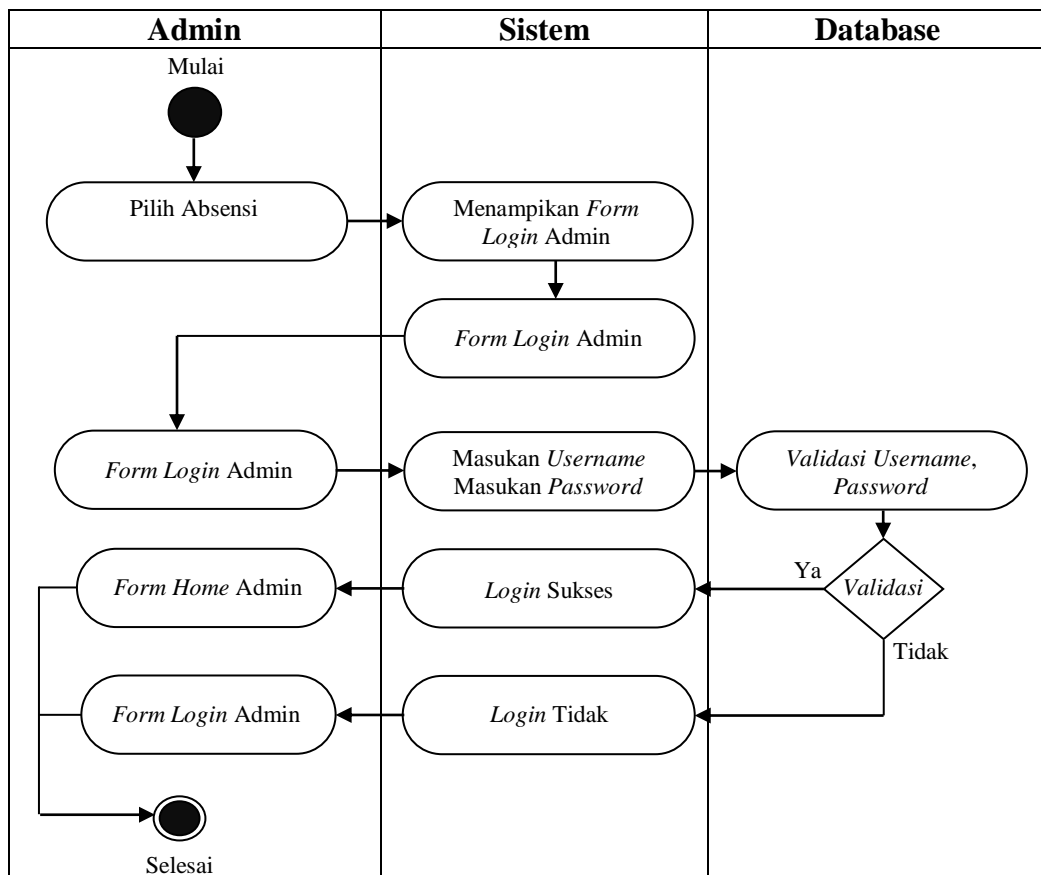 Admin
Sistem
Database
Mulai
Pilih Absensi
Menampikan Form
Login Admin
Form Login Admin
Form Login Admin
Masukan Username
Masukan Password
Validasi Username,
Password
Form Home Admin
Login Sukses
Ya
Validasi
Tidak
Form Login Admin
Login Tidak
Selesai